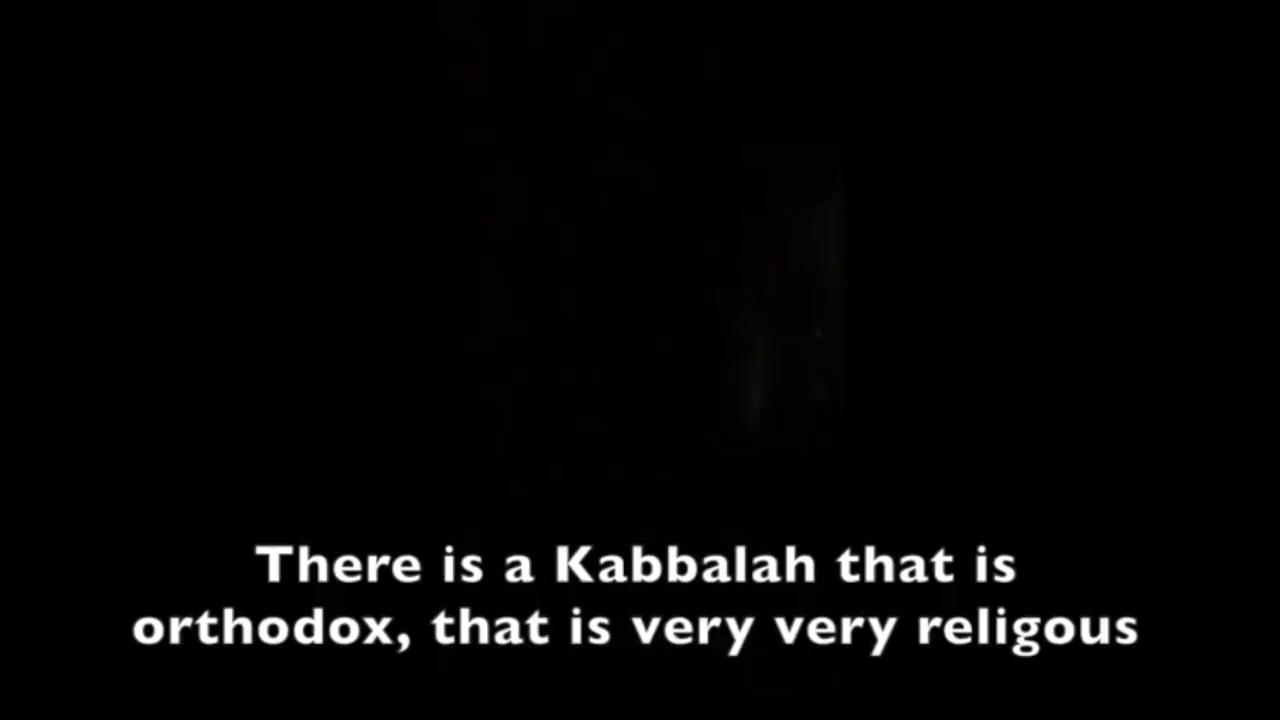 There is a Kabbalah that is
orthodox, that is very very religous